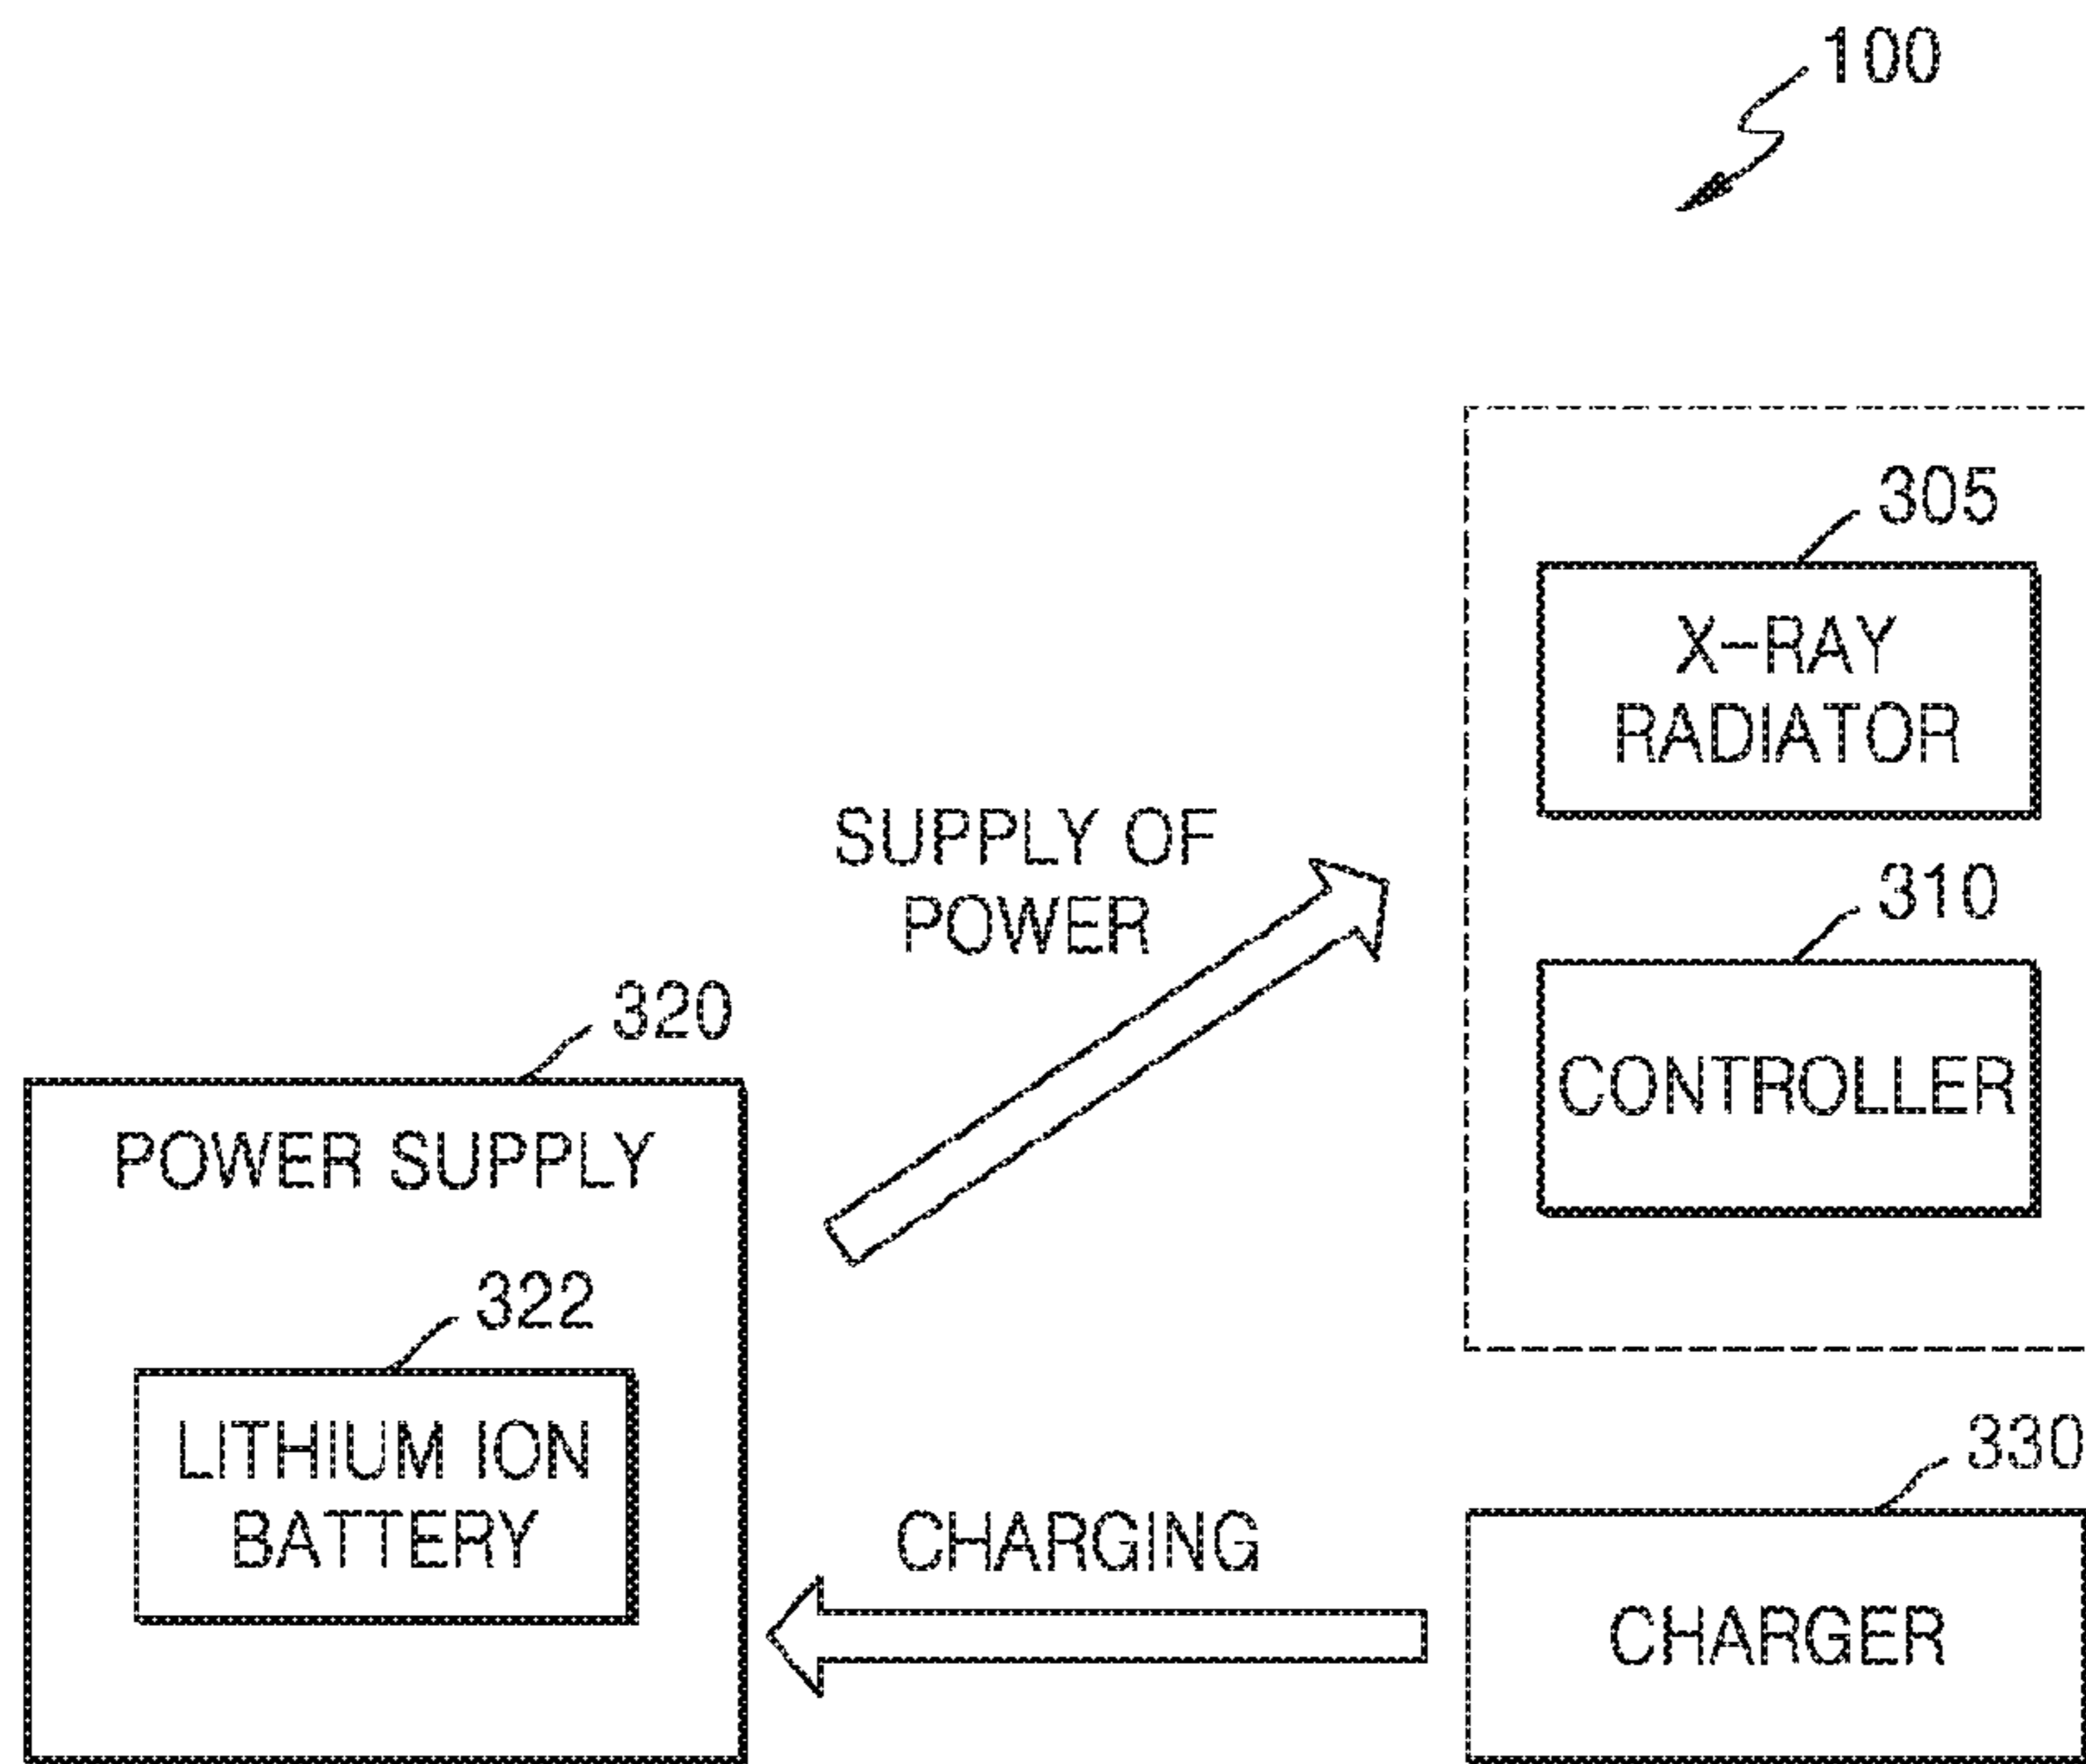 100
305
X-RAY
RADIATOR
SUPPLY OF
POWER
310
CONTROLLER
320
POWER SUPPLY
322
LITHIUM ION
BATTERY
CHARGING
330
CHARGER